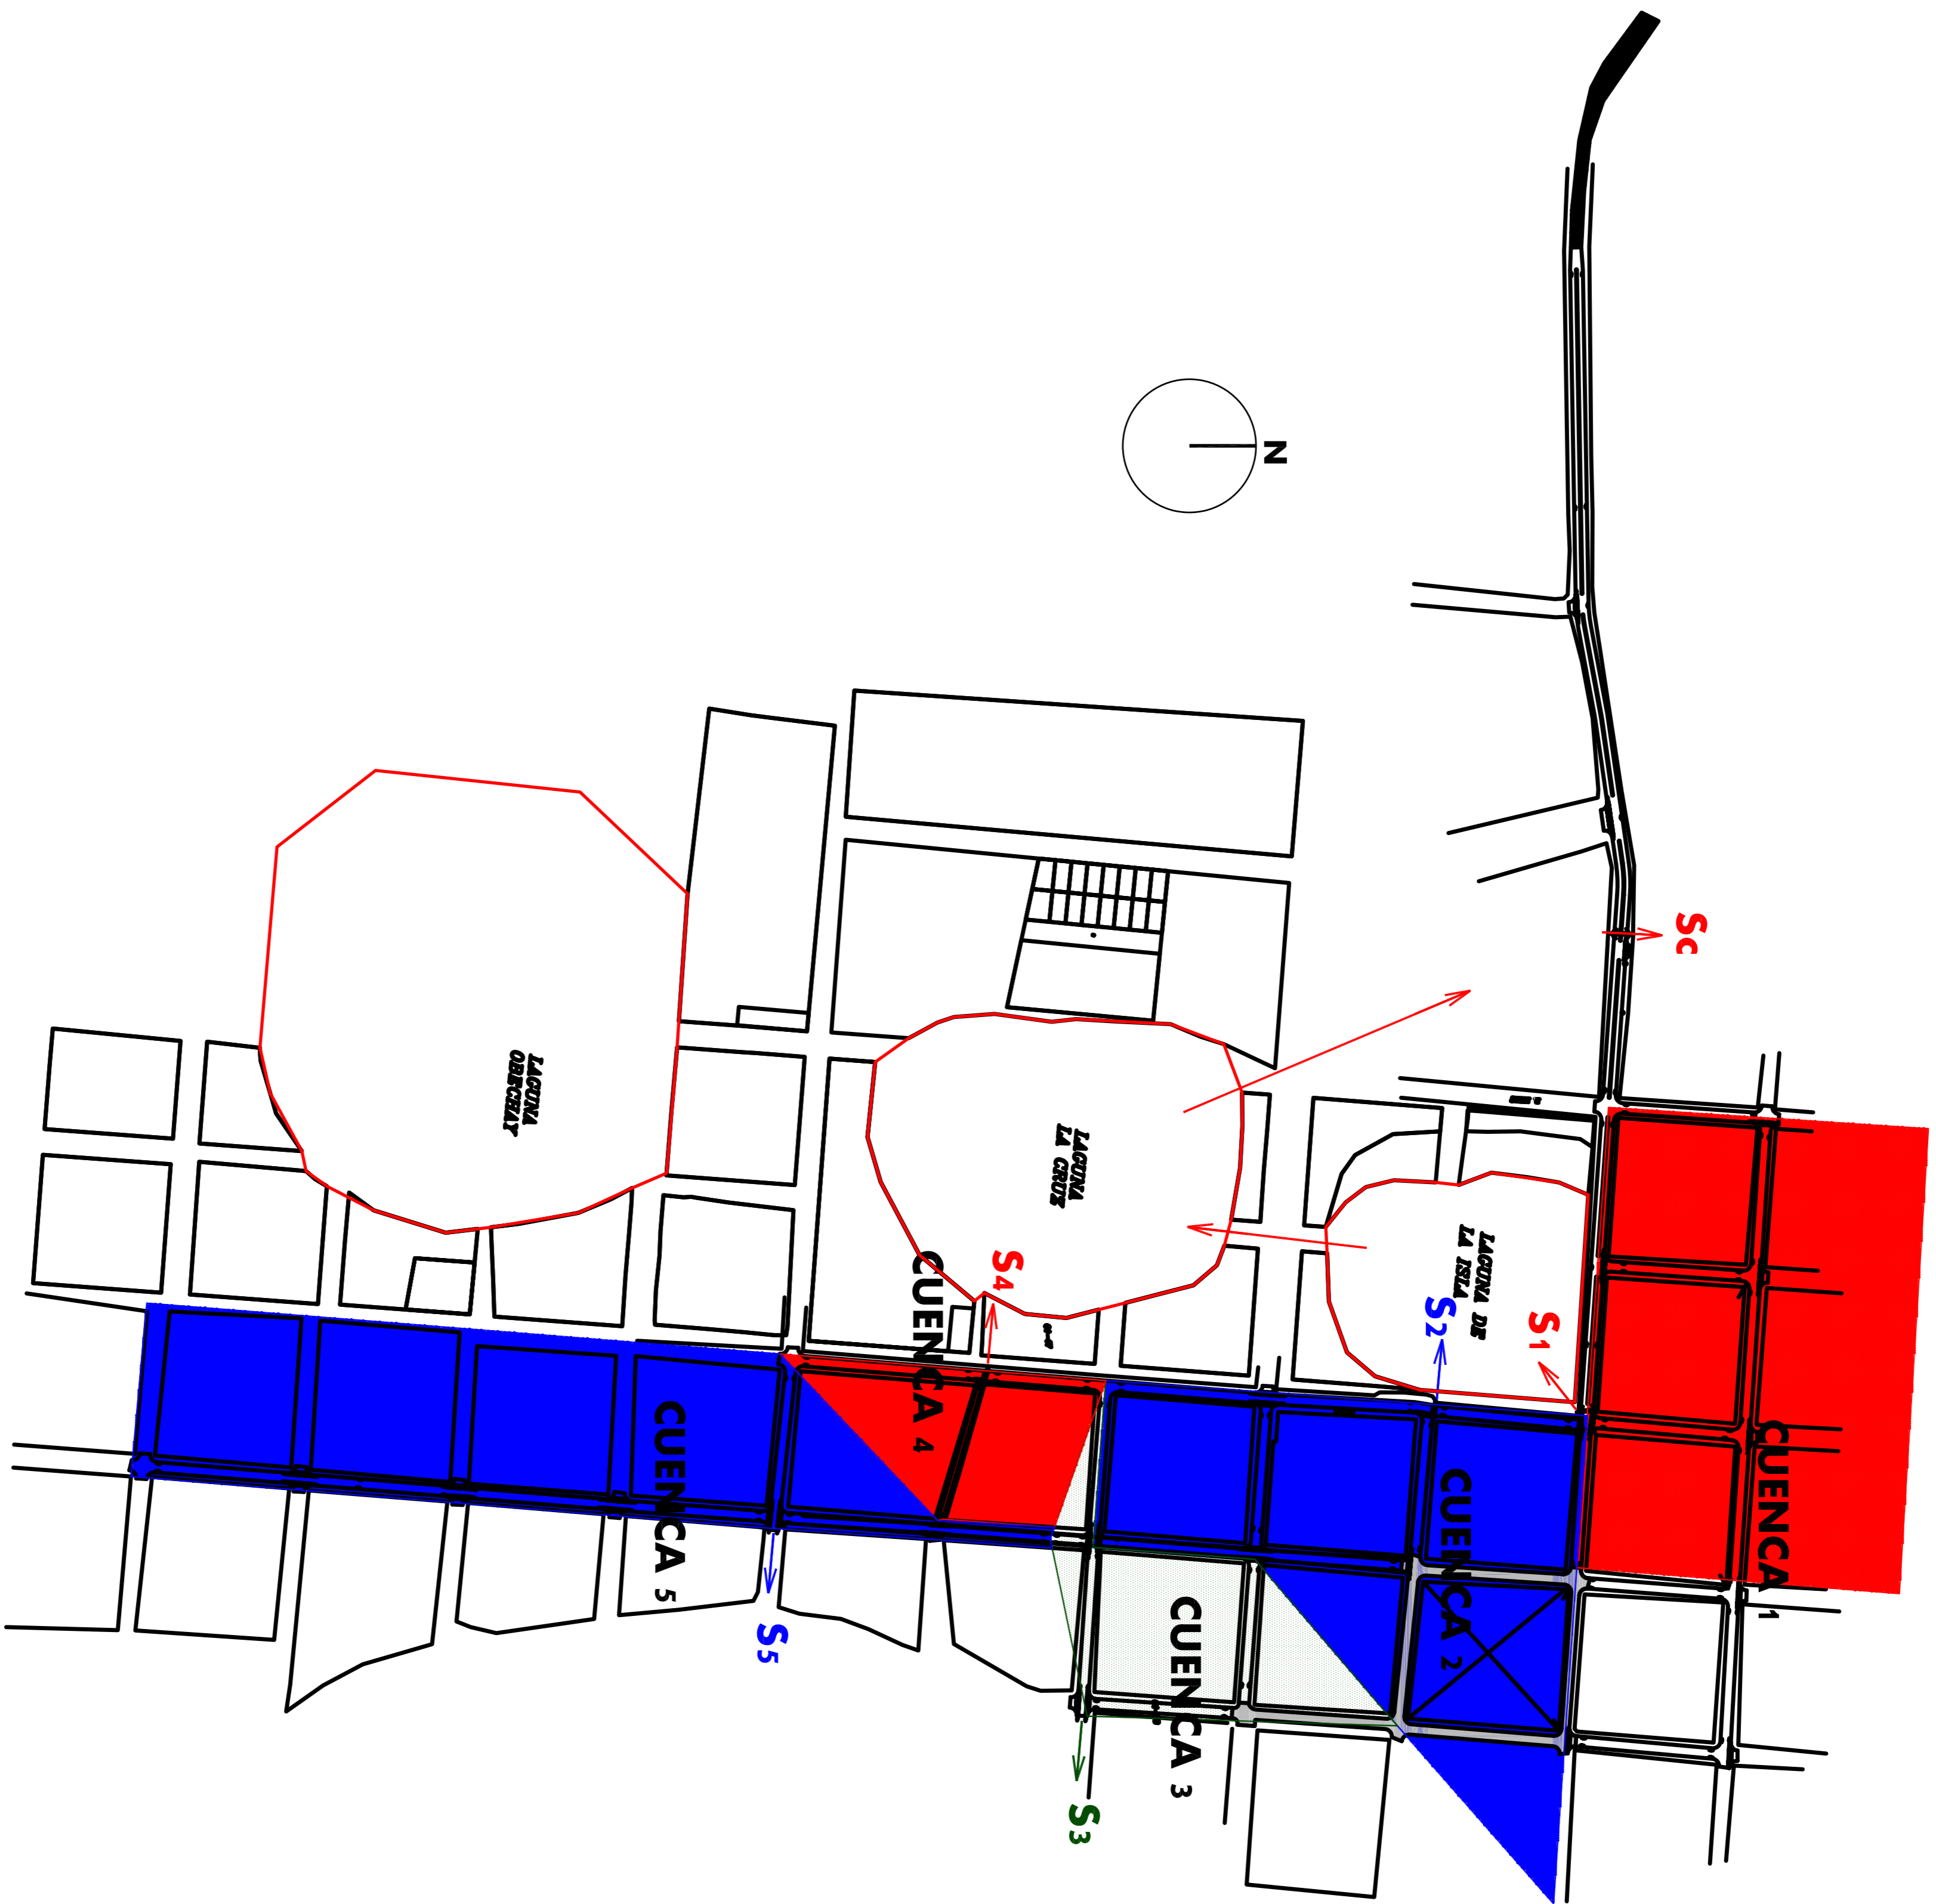 N
SC
LAGUNA
OBECHAY
LAGUNA
LA CRUZ
LAGUNA DE
LA ISLA
S4
S2
S1
CUENCA 4
CUENCA 5
CUENCA 2
CUENCA 1
CUENCA 3
S5
S3